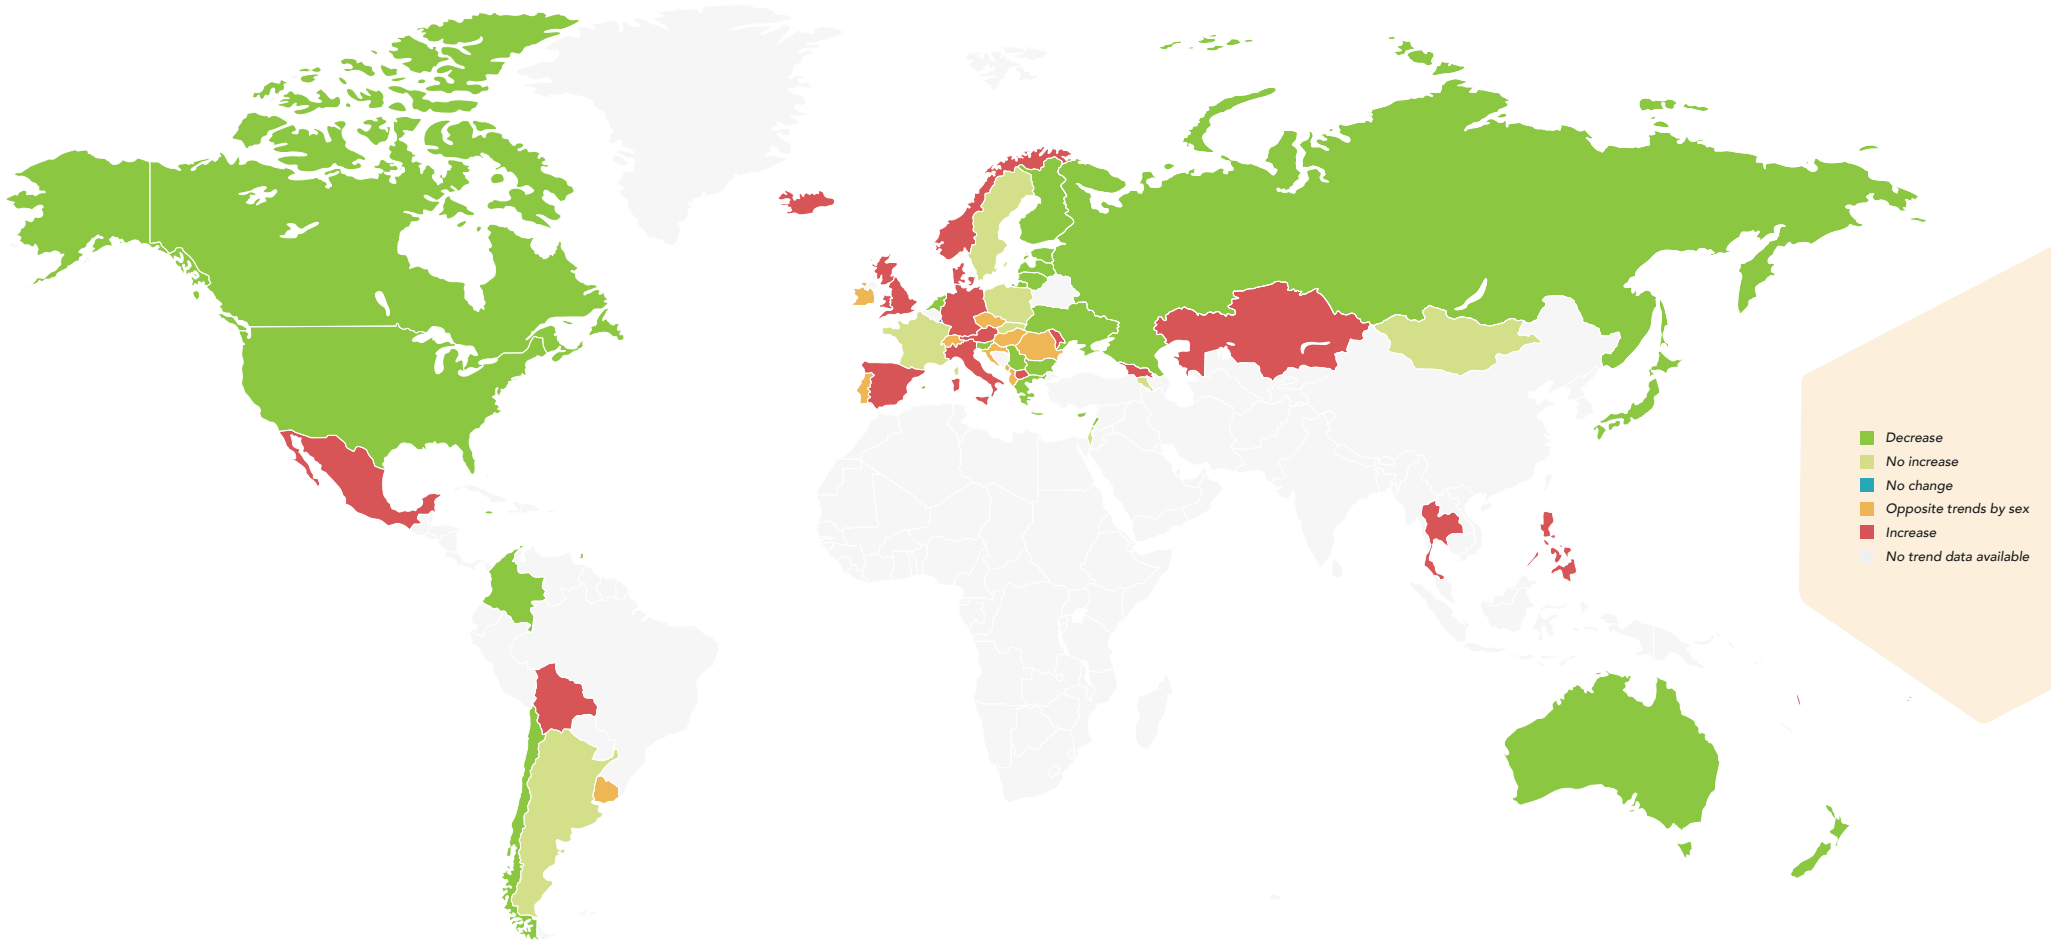 Decrease
No increase
No change
Opposite trends by sex
Increase
No trend data available